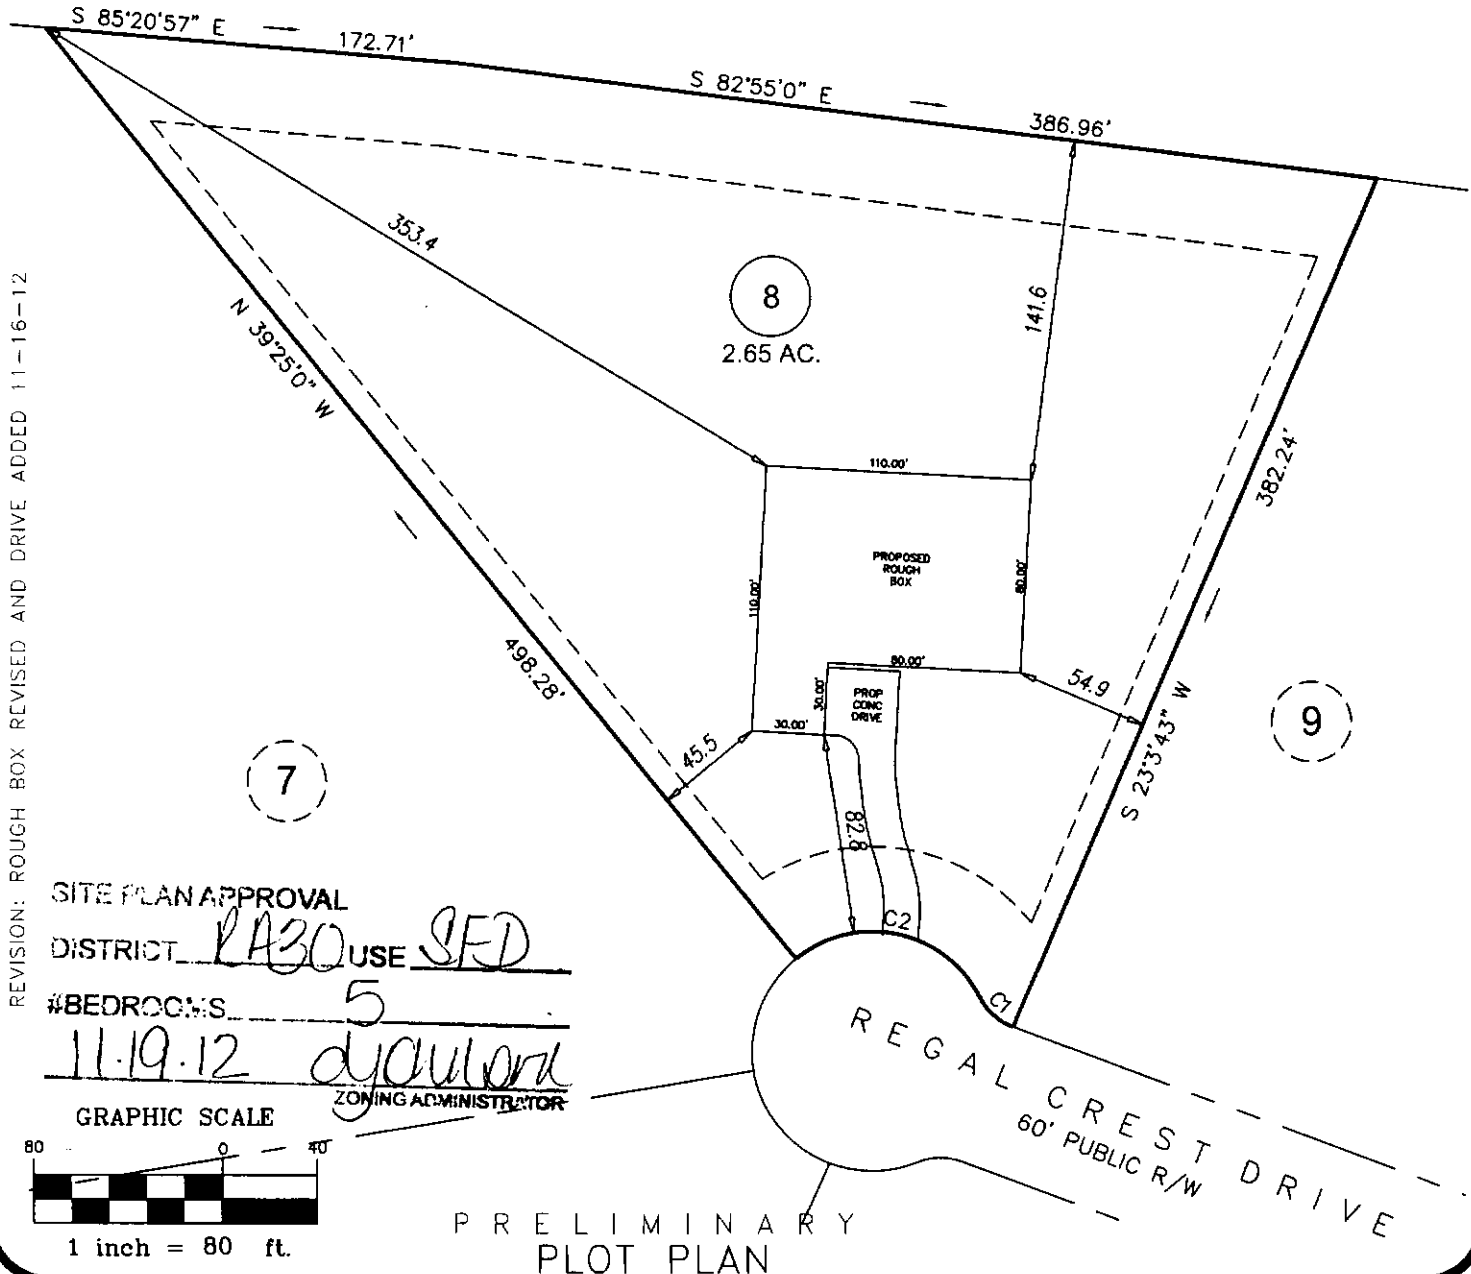 S 85°20'57" E
172.71'
S 82°55'0" E
386.96'
353.4
141.6
8
2.65 AC.
N 39°25'0" W
498.28'
382.24'
S 23°3'43" W
110.00'
PROPOSED
ROUGH
BOX
110.00'
80.00'
80.00'
30.00'
PROP
CONC
DRIVE
30.00'
54.9
45.5
82.8
7
9
C2
C1
REVISION: ROUGH BOX REVISED AND DRIVE ADDED 11-16-12
SITE PLAN APPROVAL
DISTRICT RA30 USE SFD
#BEDROOMS 5
11.19.12
ZONING ADMINISTRATOR
GRAPHIC SCALE
80 0 40
1 inch = 80 ft.
REGAL CREST DRIVE
60' PUBLIC R/W
PRELIMINARY
PLOT PLAN